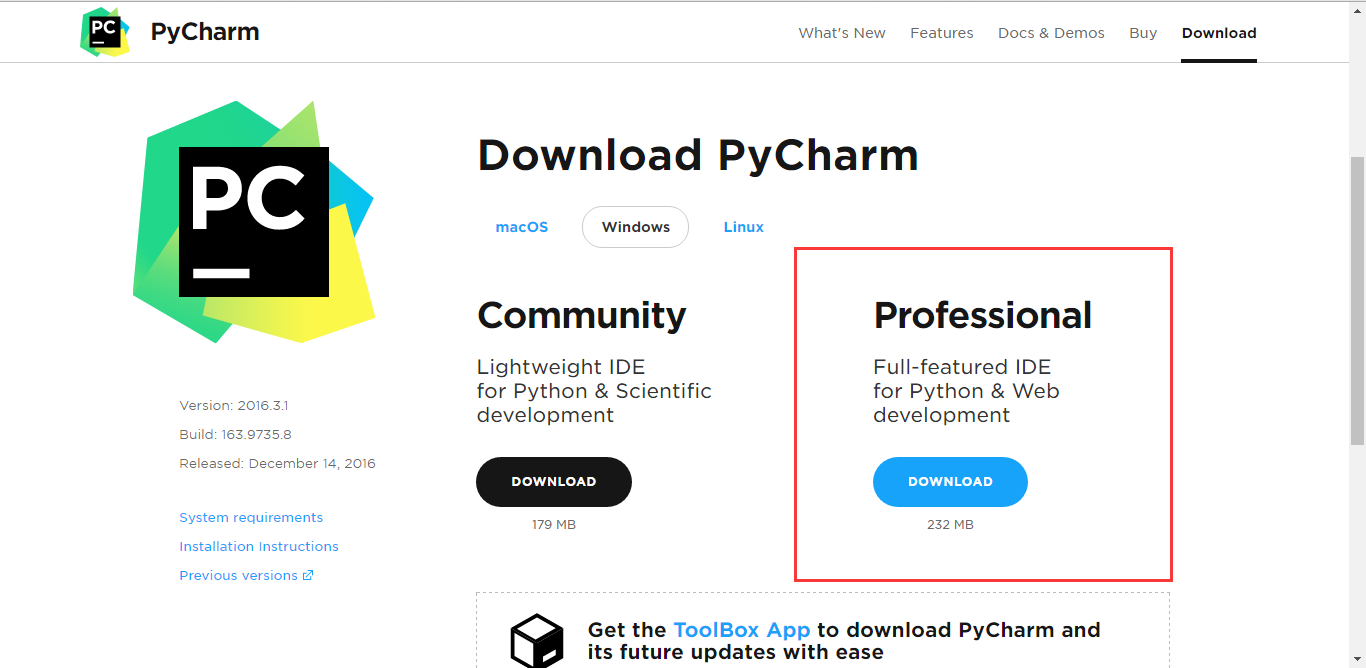 PC
PyCharm
What's New Features Docs & Demos Buy Download
PC
Download PyCharm
macOS Windows Linux
Community
Lightweight IDE
for Python & Scientific
development
DOWNLOAD
179 MB
Professional
Full-featured IDE
for Python & Web
development
DOWNLOAD
232 MB
Version: 2016.3.1
Build: 163.9735.8
Released: December 14, 2016
System requirements
Installation Instructions
Previous versions
Get the ToolBox App to download PyCharm and
its future updates with ease